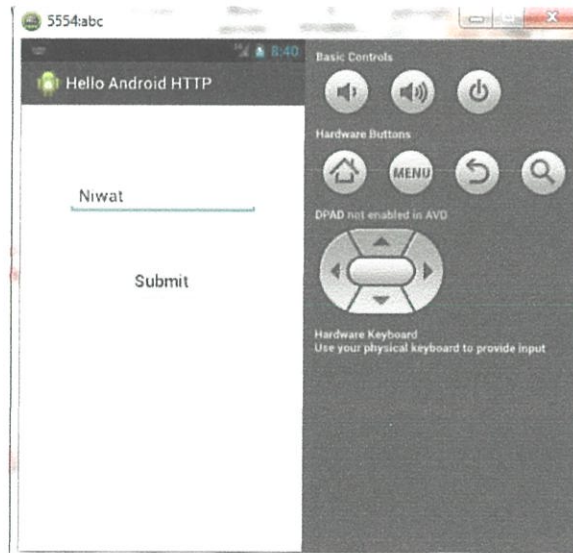 5554:abc
8:40
Hello Android HTTP
Niwat
Submit
Basic Controls
Hardware Buttons
MENU
DPAD not enabled in AVD
Hardware Keyboard
Use your physical keyboard to provide input